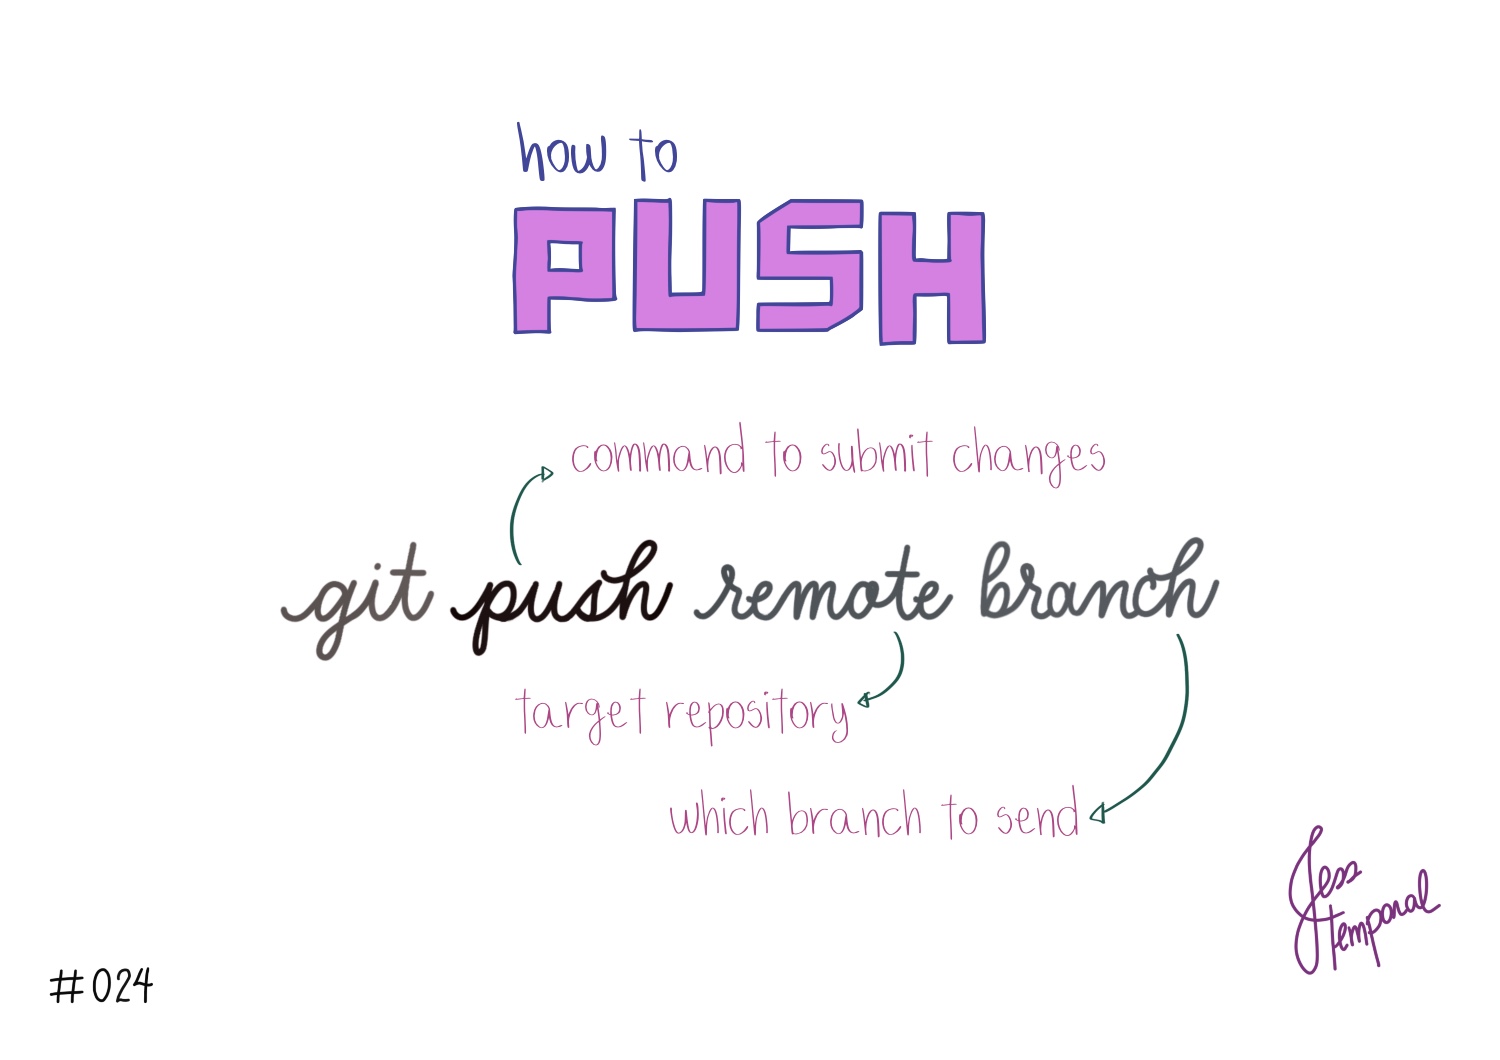 how to
PUSH
command to submit changes
git push remote branch
target repository
which branch to send
Jess
temporal
#024